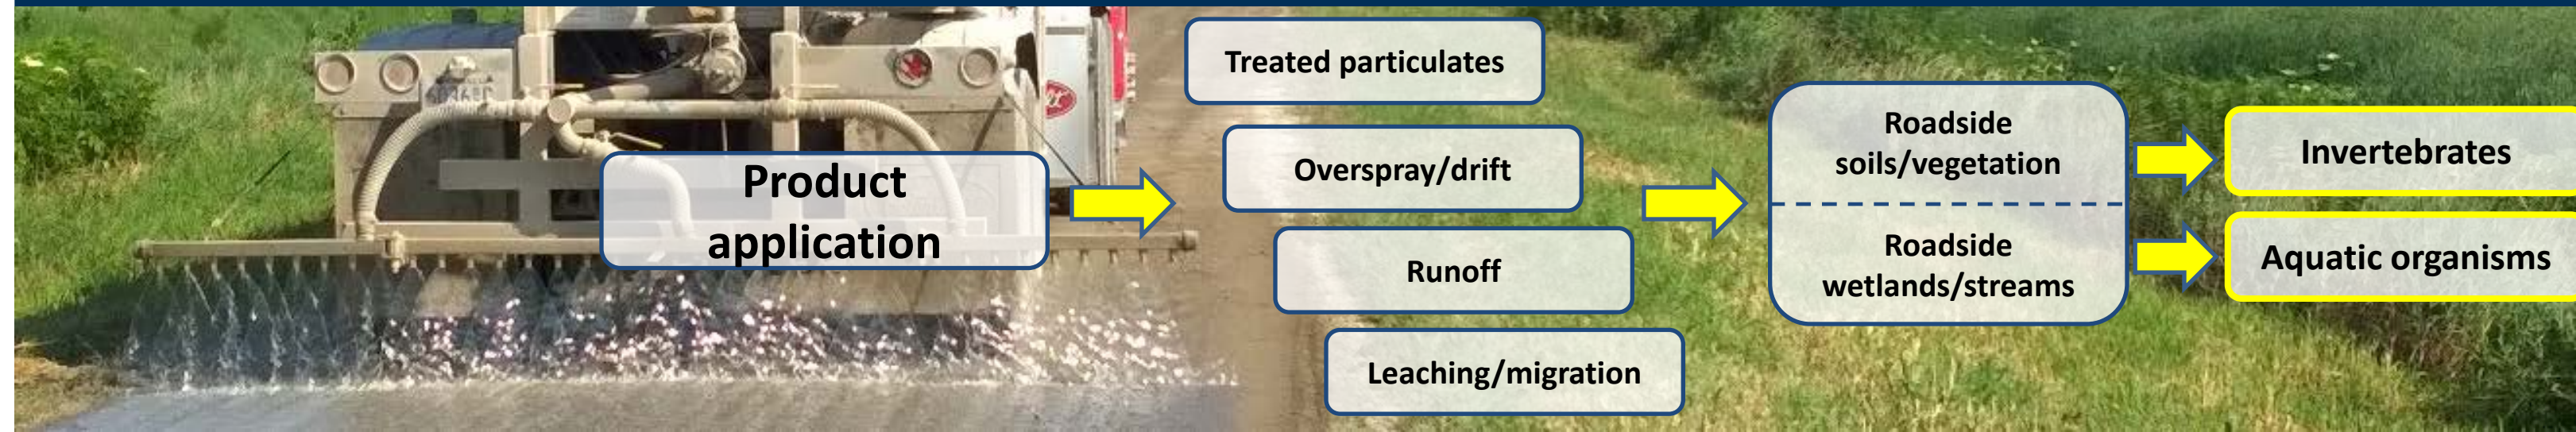 Product
application
Treated particulates
Overspray/drift
Runoff
Leaching/migration
Roadside
soils/vegetation
Roadside
wetlands/streams
Invertebrates
Aquatic organisms